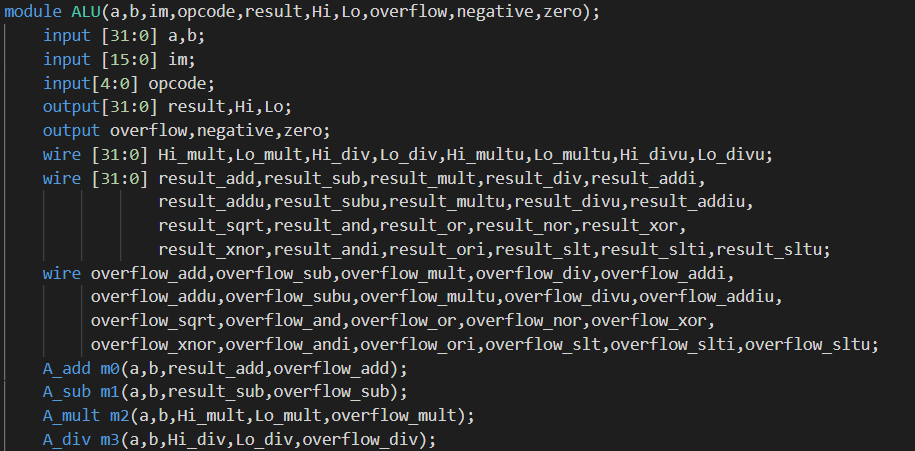 module ALU(a,b,im,opcode,result,Hi,Lo,overflow,negative,zero);
input [31:0] a,b;
input [15:0] im;
input[4:0] opcode;
output[31:0] result,Hi,Lo;
output overflow,negative,zero;
wire [31:0] Hi_mult,Lo_mult,Hi_div,Lo_div,Hi_multu,Lo_multu,Hi_divu,Lo_divu;
wire [31:0] result_add,result_sub,result_mult,result_div,result_addi,
result_addu,result_subu,result_multu,result_divu,result_addiu,
result_sqrt,result_and,result_or,result_nor,result_xor,
result_xnor,result_andi,result_ori,result_slt,result_slti,result_sltu;
wire overflow_add,overflow_sub,overflow_mult,overflow_div,overflow_addi,
overflow_addu,overflow_subu,overflow_multu,overflow_divu,overflow_addiu,
overflow_sqrt,overflow_and,overflow_or,overflow_nor,overflow_xor,
overflow_xnor,overflow_andi,overflow_ori,overflow_slt,overflow_slti,overflow_sltu;
A_add m0(a,b,result_add,overflow_add);
A_sub m1(a,b,result_sub,overflow_sub);
A_mult m2(a,b,Hi_mult,Lo_mult,overflow_mult);
A_div m3(a,b,Hi_div,Lo_div,overflow_div);